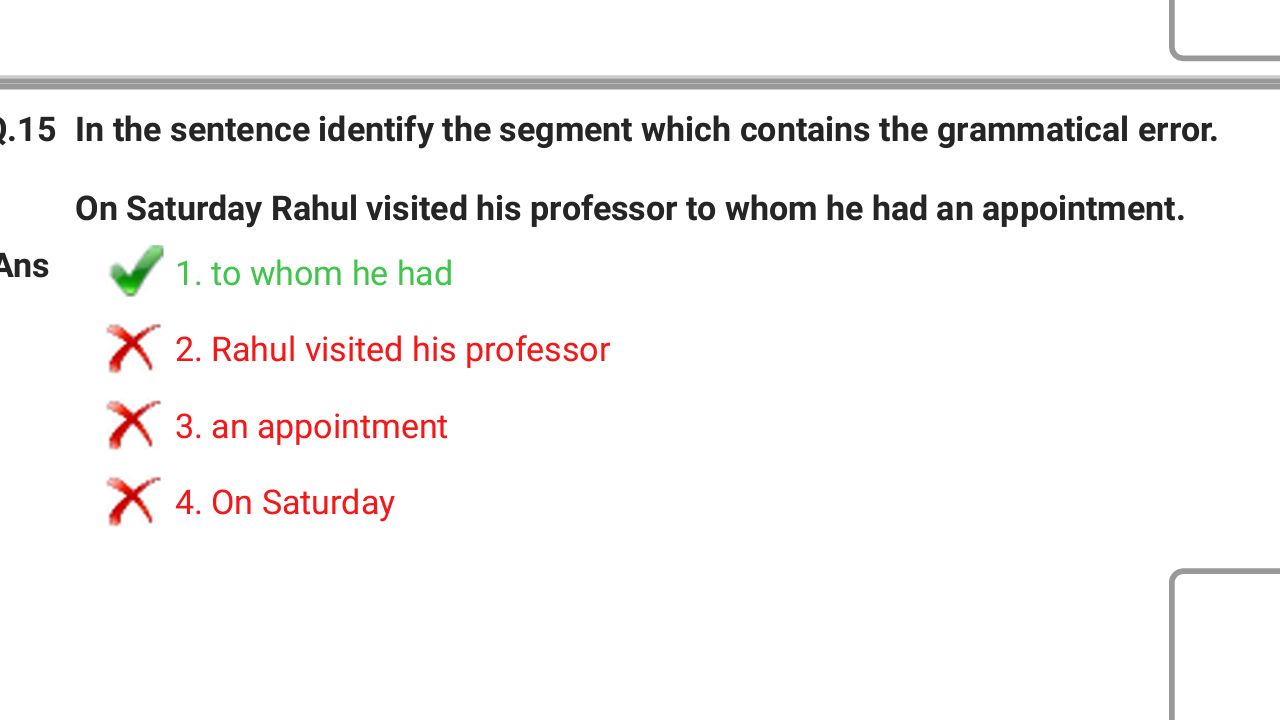 Q.15 In the sentence identify the segment which contains the grammatical error.
On Saturday Rahul visited his professor to whom he had an appointment.
Ans
1. to whom he had
2. Rahul visited his professor
3. an appointment
4. On Saturday